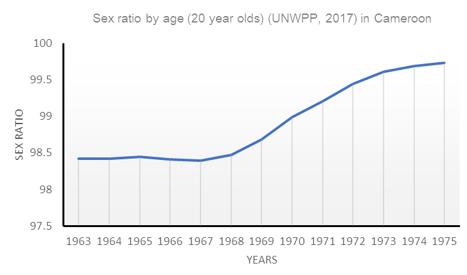 Sex ratio by age (20 year olds) (UNWPP, 2017) in Cameroon
100
99.5
99
98.5
98
97.5
SEX RATIO
1963 1964 1965 1966 1967 1968 1969 1970 1971 1972 1973 1974 1975
YEARS